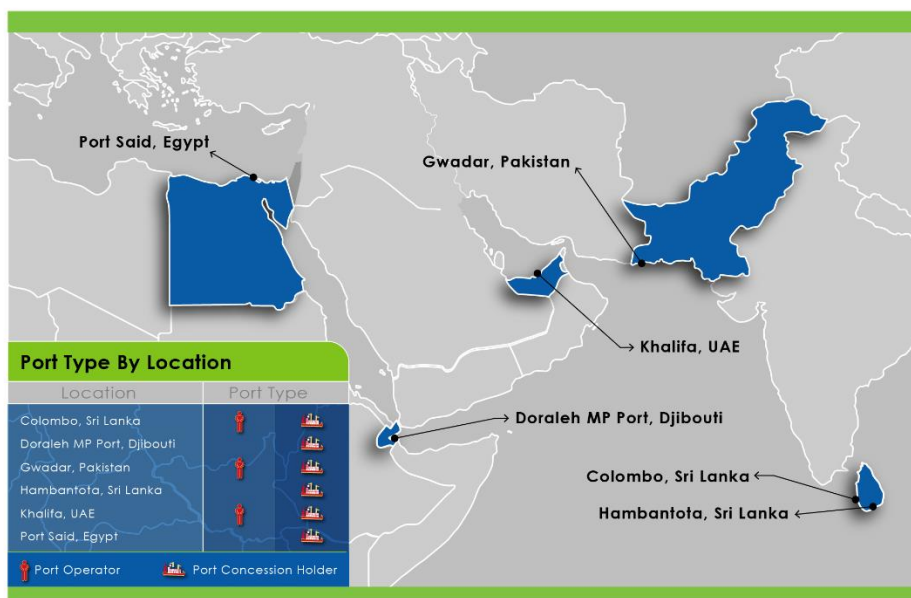 Port Said, Egypt
Gwadar, Pakistan
Khalifa, UAE
Doraleh MP Port, Djibouti
Colombo, Sri Lanka
Hambantota, Sri Lanka
Port Type By Location
Location Port Type
Colombo, Sri Lanka
Doraleh MP Port, Djibouti
Gwadar, Pakistan
Hambantota, Sri Lanka
Khalifa, UAE
Port Said, Egypt
Port Operator Port Concession Holder